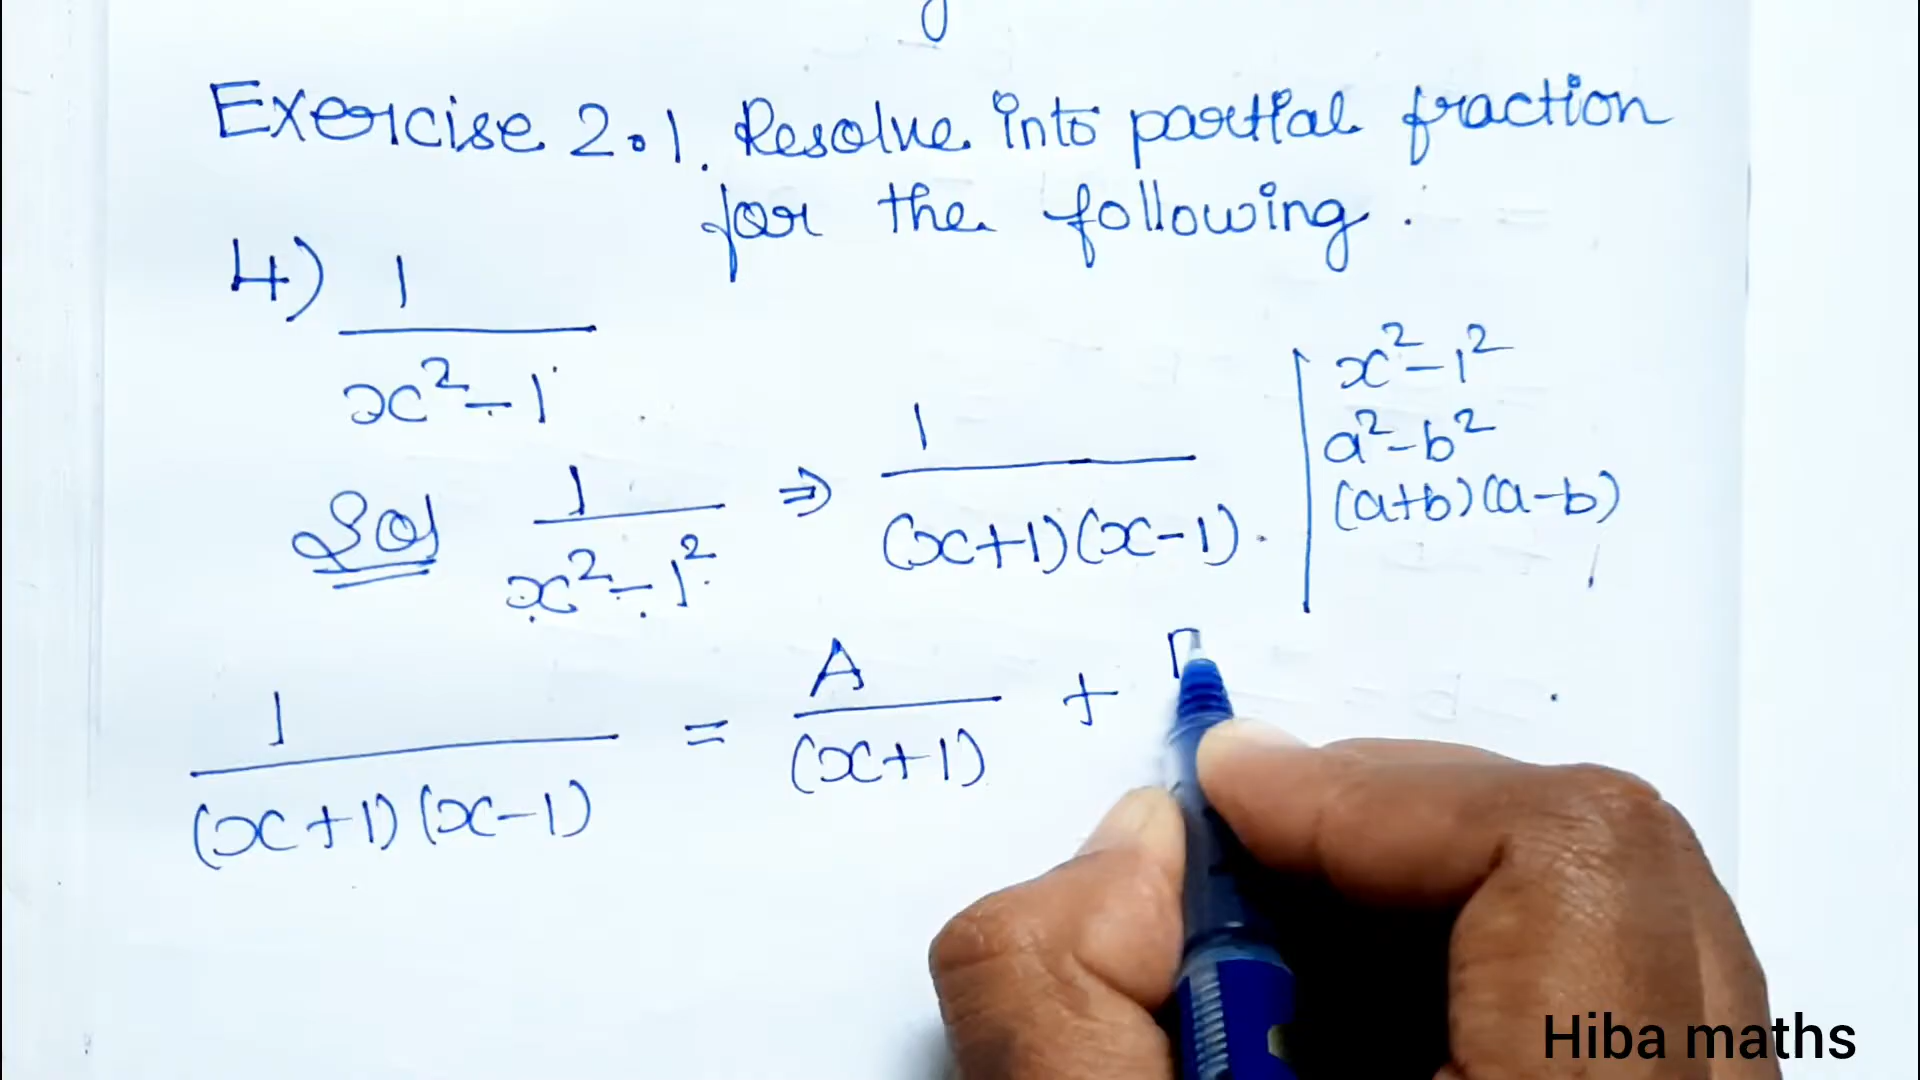 Exercise 2.1. Resolve into partial fraction
for the following.
4) 1
x² - 1
x² - 1²
a² - b²
(a+b)(a-b)
Sol 1 ⇒ 1
x² - 1² (x+1)(x-1).
1 = A +
(x+1)(x-1) (x+1)
Hiba maths